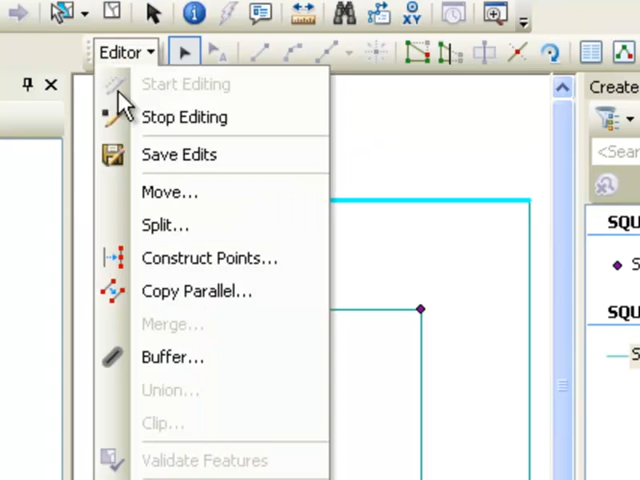 XY
Editor
Start Editing
Stop Editing
Save Edits
Move...
Split...
Construct Points...
Copy Parallel...
Merge...
Buffer...
Union...
Clip...
Validate Features
Create
<Sear
SQU
S
SQU
S